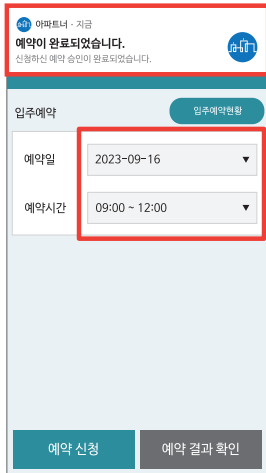 아파트너 · 지금
예약이 완료되었습니다.
신청하신 예약 승인이 완료되었습니다.
입주예약
입주예약현황
예약일
2023-09-16
예약시간
09:00 ~ 12:00
예약 신청
예약 결과 확인